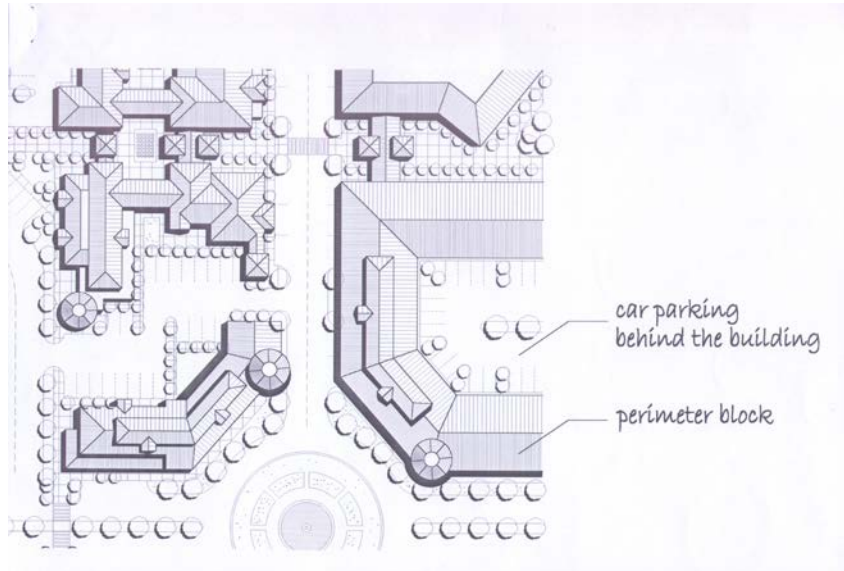 car parking
behind the building
perimeter block